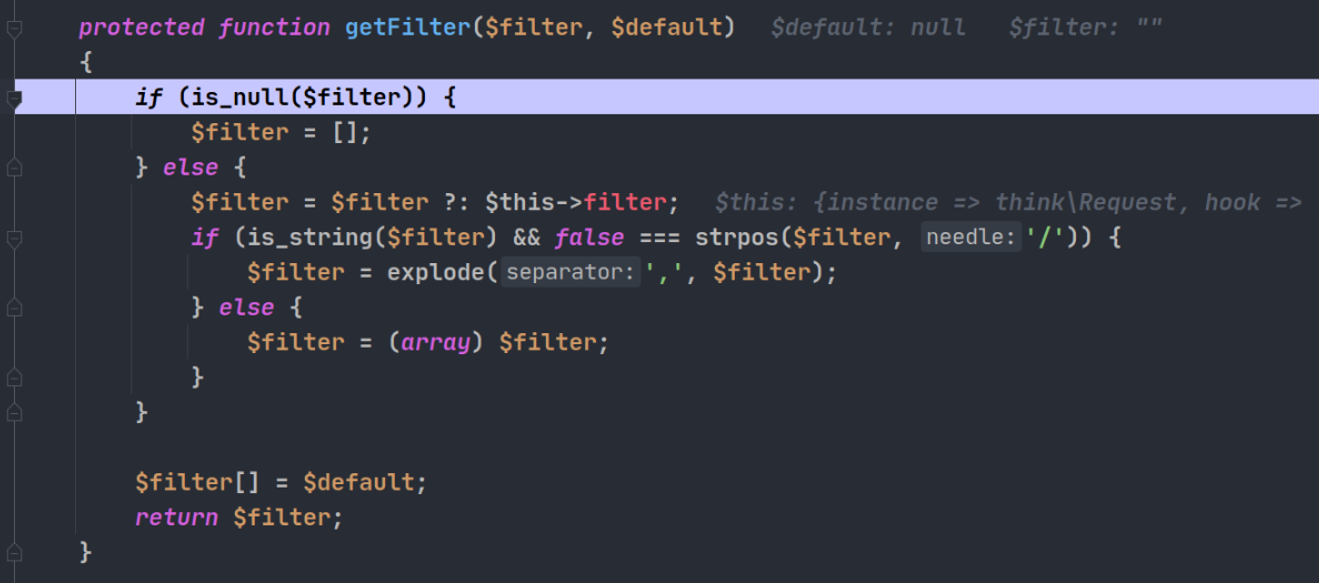 protected function getFilter($filter, $default)   $default: null   $filter: ""
{
if (is_null($filter)) {
$filter = [];
} else {
$filter = $filter ?: $this->filter;   $this: {instance => think\Request, hook =>
if (is_string($filter) && false === strpos($filter, needle: '/')) {
$filter = explode( separator: ',', $filter);
} else {
$filter = (array) $filter;
}
}
$filter[] = $default;
return $filter;
}